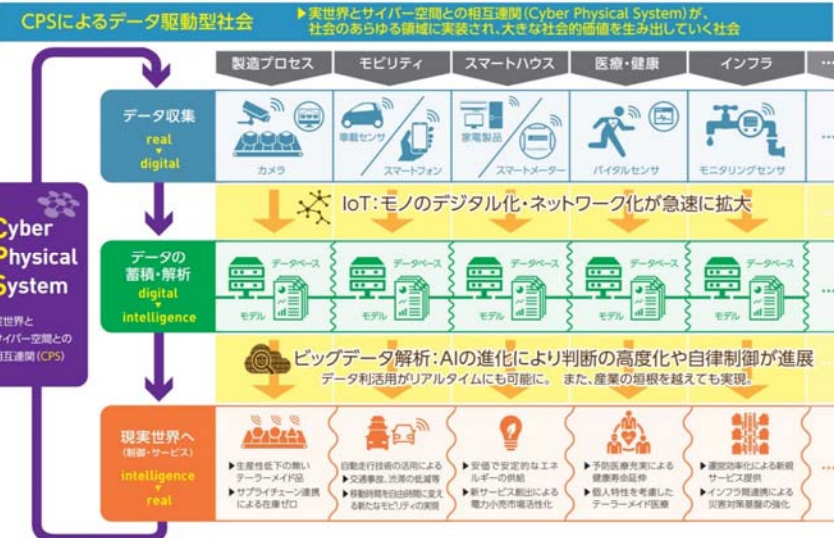 CPSによるデータ駆動型社会
▶実世界とサイバー空間との相互連関(Cyber Physical System)が、
社会のあらゆる領域に実装され、大きな社会的価値を生み出していく社会
製造プロセス
モビリティ
スマートハウス
医療・健康
インフラ
…
データ収集
real
▼
digital
カメラ
車載センサ
スマートフォン
家電製品
スマートメーター
バイタルセンサ
モニタリングセンサ
…
IoT:モノのデジタル化・ネットワーク化が急速に拡大
Cyber
Physical
System
実世界と
サイバー空間との
相互連関(CPS)
データの
蓄積・解析
digital
▼
intelligence
データベース
モデル
データベース
モデル
データベース
モデル
データベース
モデル
データベース
モデル
…
ビッグデータ解析:AIの進化により判断の高度化や自律制御が進展
データ利活用がリアルタイムにも可能に。 また、産業の垣根を越えても実現。
現実世界へ
(制御・サービス)
intelligence
▼
real
▶生産性低下の無い
テーラーメイド品
▶サプライチェーン連携
による在庫ゼロ
自動走行技術の活用による
▶交通事故、渋滞の低減等
▶移動時間を自由時間に変え
る新たなモビリティの実現
▶安価で安定的なエネ
ルギーの供給
▶新サービス創出による
電力小売市場活性化
▶予防医療充実による
健康寿命延伸
▶個人特性を考慮した
テーラーメイド医療
▶運営効率化による新規
サービス提供
▶インフラ間連携による
災害対策基盤の強化
…